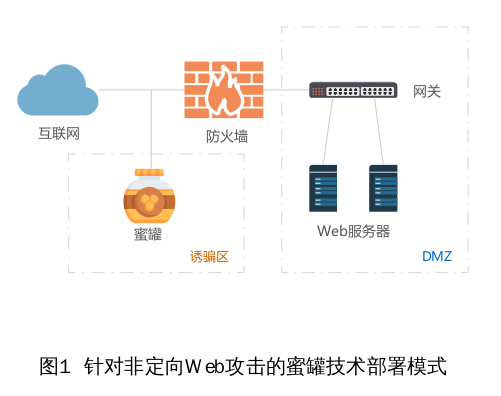 互联网
防火墙
网关
蜜罐
诱骗区
Web服务器
DMZ
图1 针对非定向Web攻击的蜜罐技术部署模式